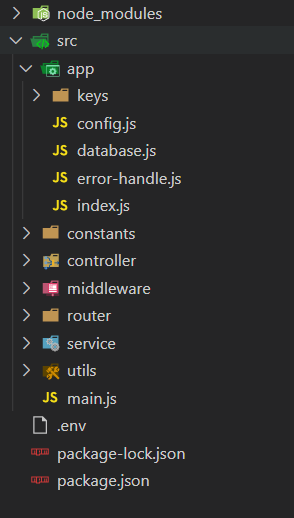 node_modules
src
app
keys
JS config.js
JS database.js
JS error-handle.js
JS index.js
constants
controller
middleware
router
service
utils
JS main.js
.env
package-lock.json
package.json